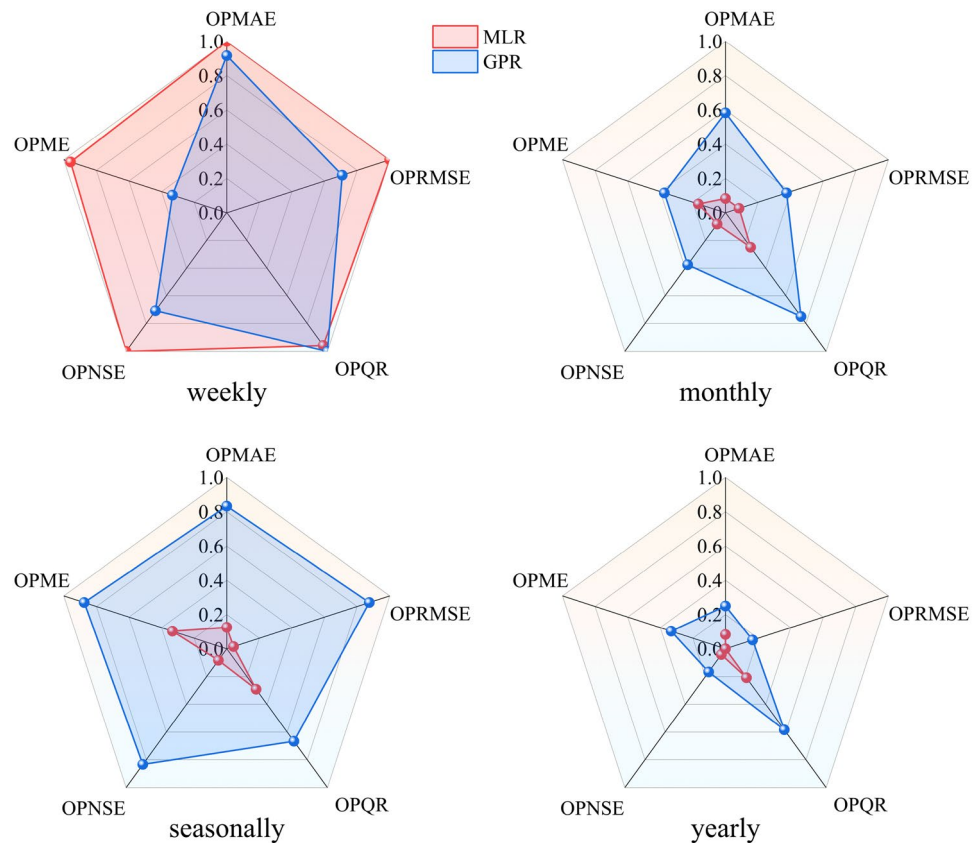 OPMAE
1.0
0.8
0.6
0.4
0.2
0.0
OPME
OPRMSE
OPNSE
OPQR
weekly
MLR
GPR
OPMAE
1.0
0.8
0.6
0.4
0.2
0.0
OPME
OPRMSE
OPNSE
OPQR
monthly
OPMAE
1.0
0.8
0.6
0.4
0.2
0.0
OPME
OPRMSE
OPNSE
OPQR
seasonally
OPMAE
1.0
0.8
0.6
0.4
0.2
0.0
OPME
OPRMSE
OPNSE
OPQR
yearly